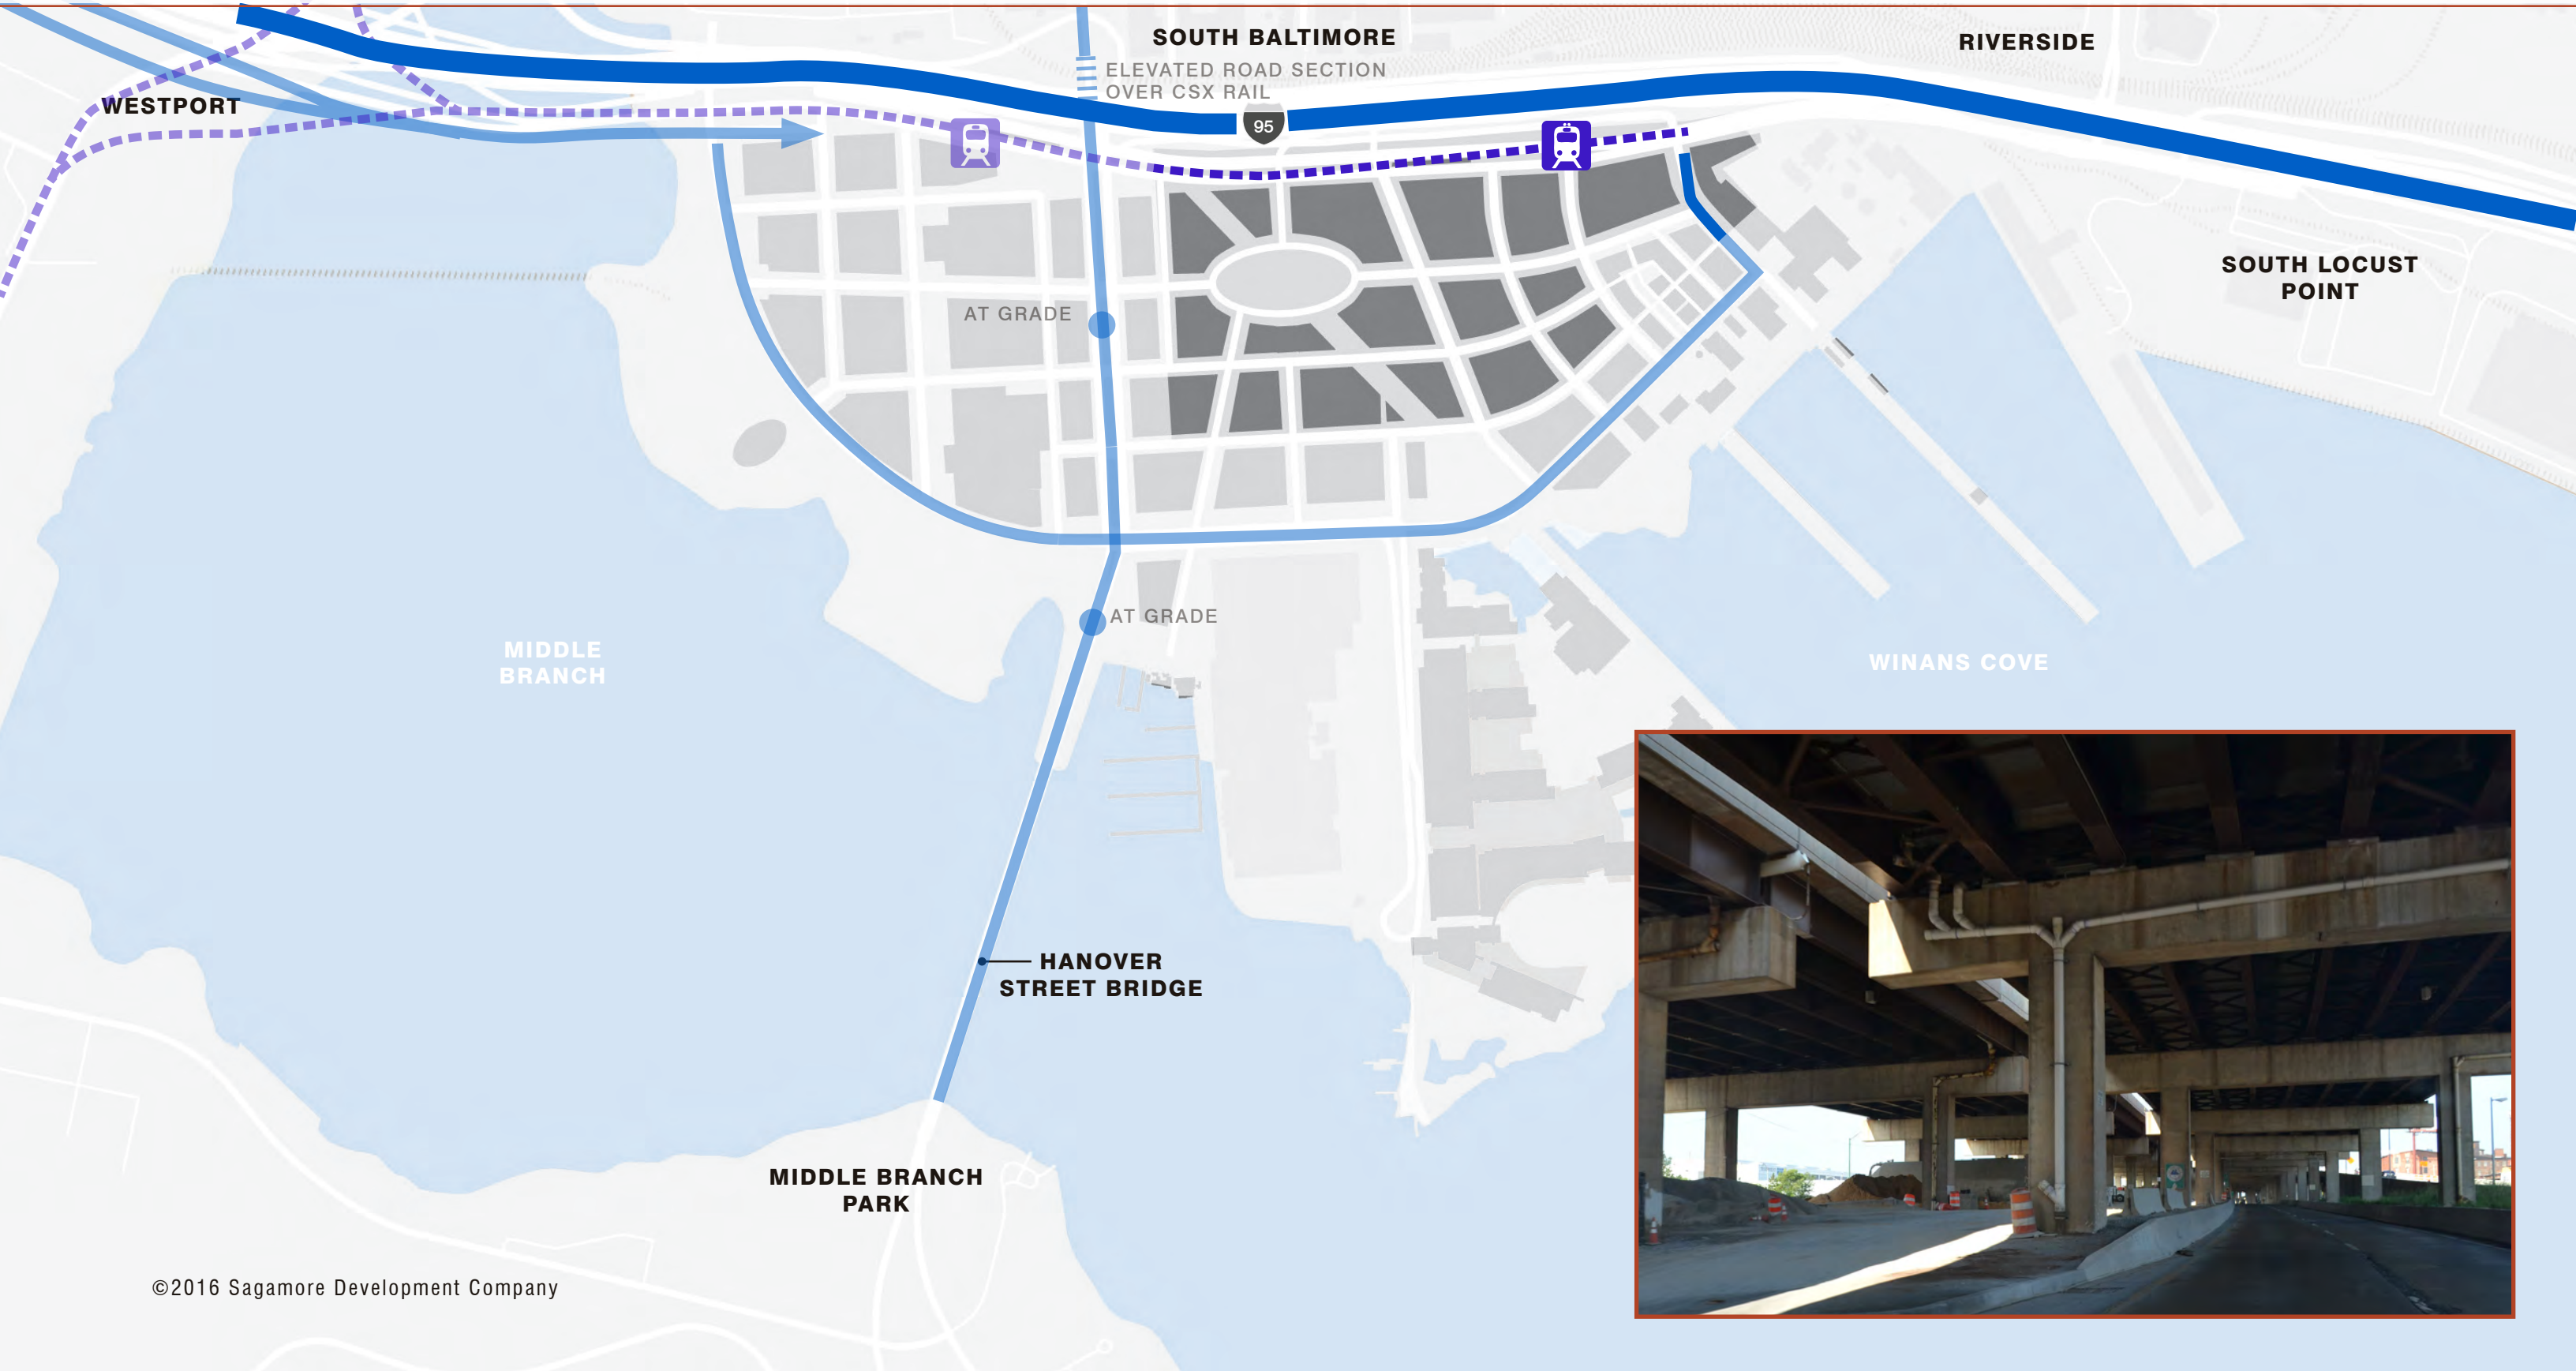 SOUTH BALTIMORE
RIVERSIDE
ELEVATED ROAD SECTION
OVER CSX RAIL
WESTPORT
95
SOUTH LOCUST
POINT
AT GRADE
AT GRADE
MIDDLE
BRANCH
WINANS COVE
HANOVER
STREET BRIDGE
MIDDLE BRANCH
PARK
©2016 Sagamore Development Company